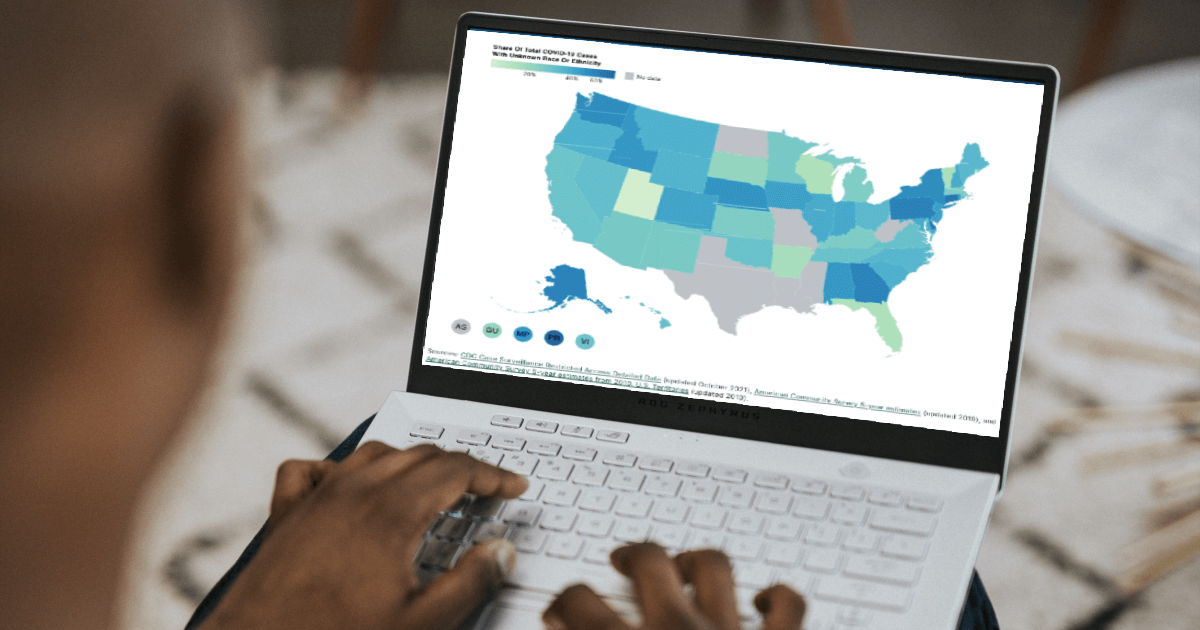 Share Of Total COVID-19 Cases
With Unknown Race Or Ethnicity
20% 40% 60% No data
AS GU MP PR VI
Sources: CDC Case Surveillance Restricted Access Detailed Data (updated October 2021), American Community Survey 5-year estimates (updated 2019), and
American Community Survey 5-year estimates from 2010, U.S. Territories (updated 2019).
ROG ZEPHYRUS